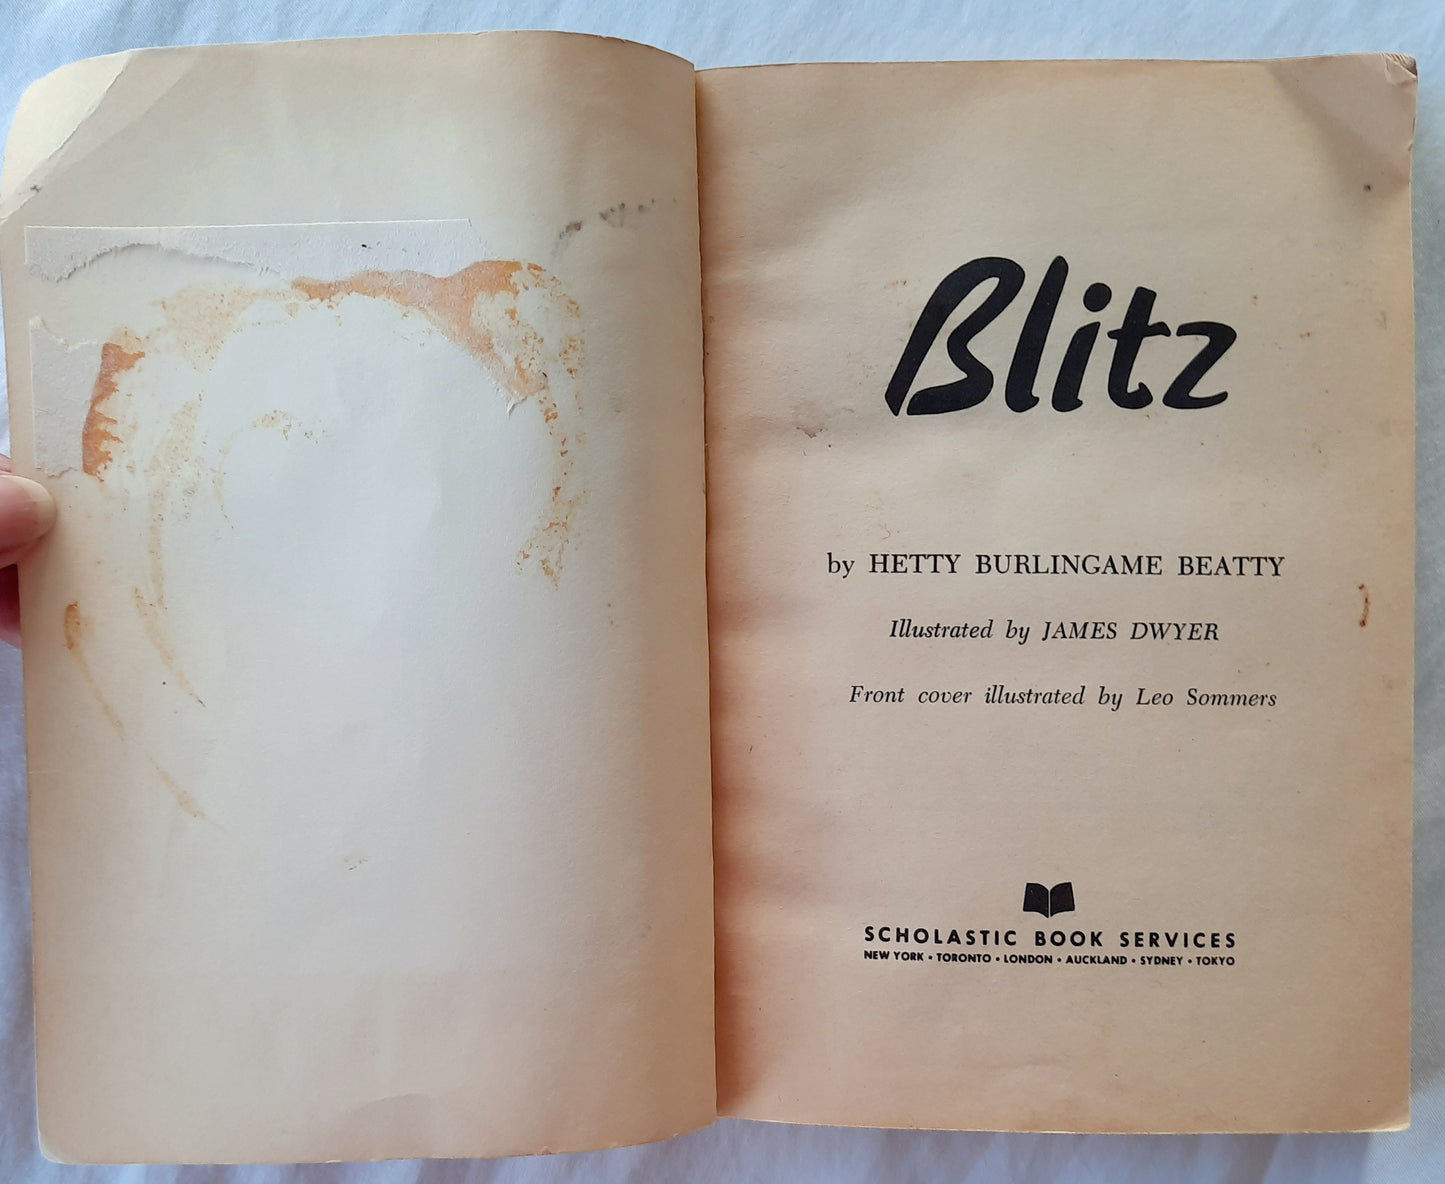 Blitz
by HETTY BURLINGAME BEATTY
Illustrated by JAMES DWYER
Front cover illustrated by Leo Sommers
SCHOLASTIC BOOK SERVICES
NEW YORK • TORONTO • LONDON • AUCKLAND • SYDNEY • TOKYO